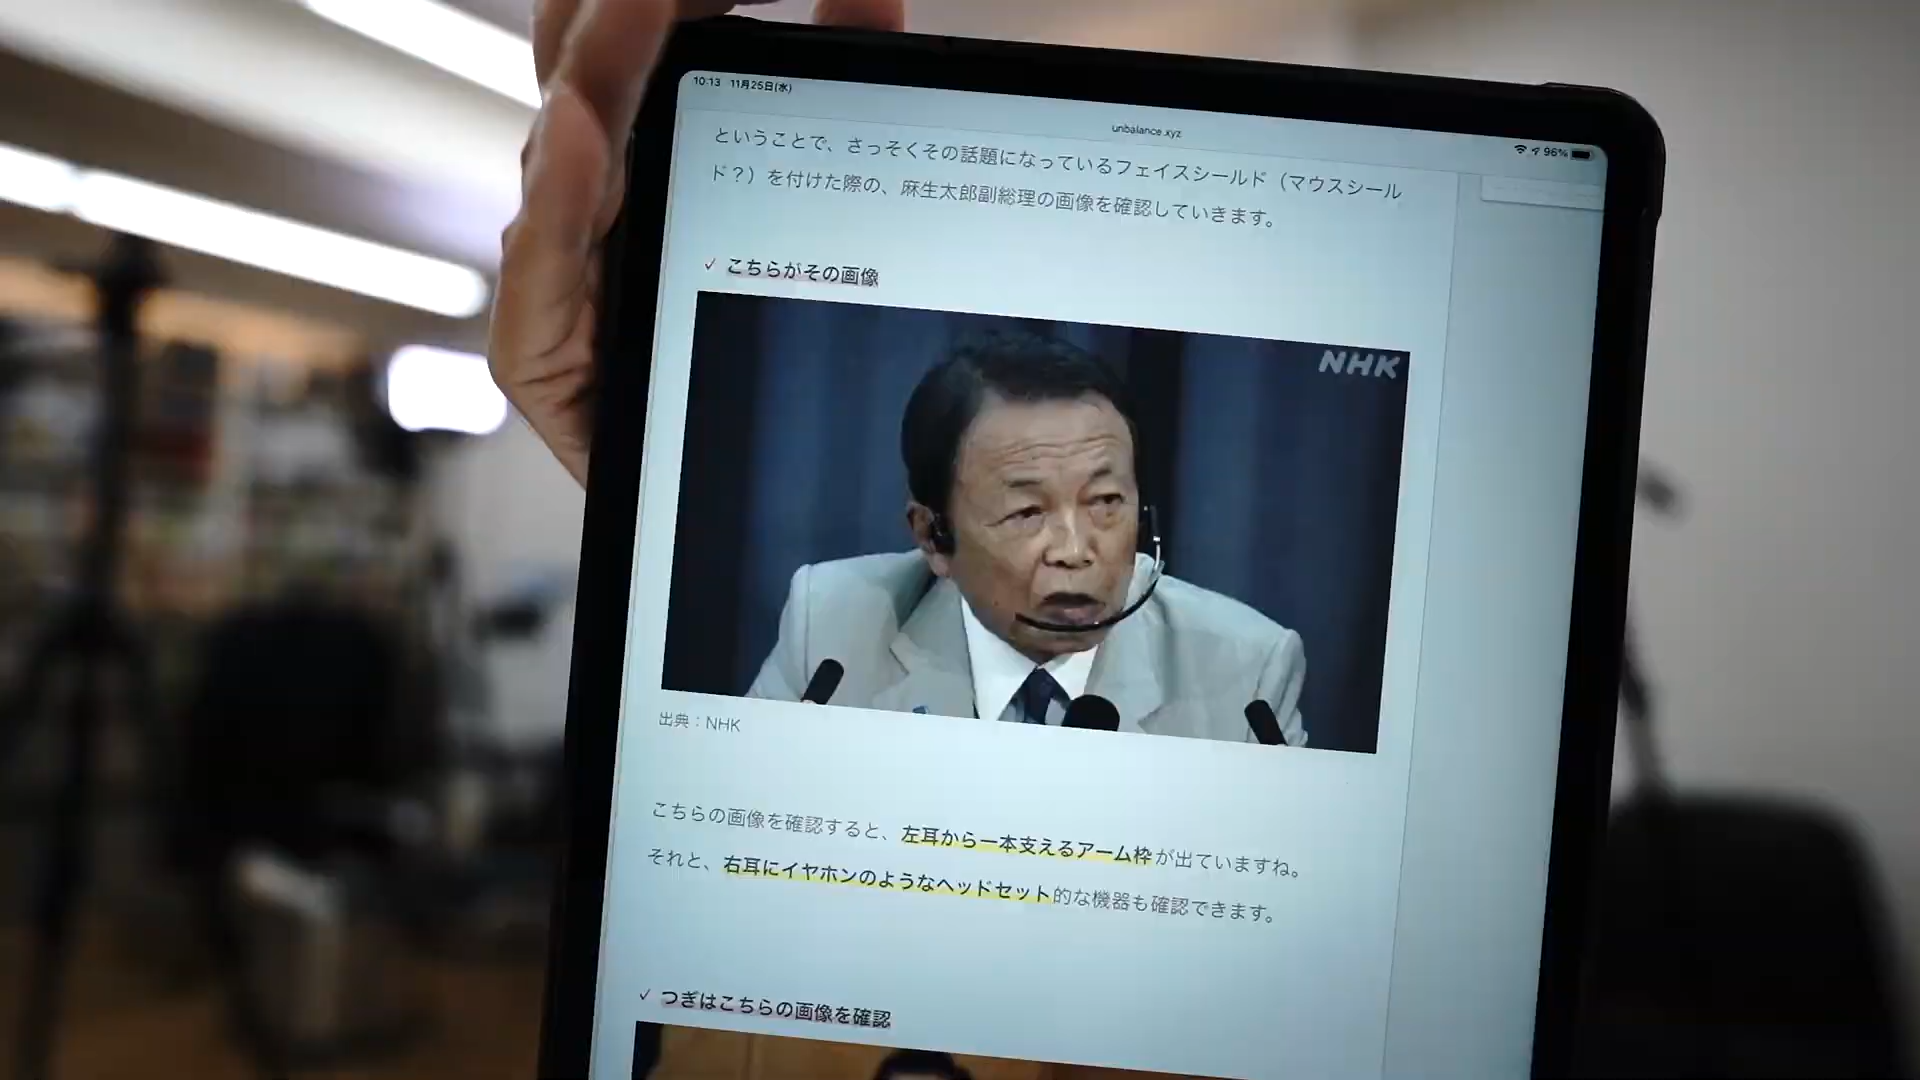 10:13 11月25日(水)
unbalance.xyz
96%
ということで、さっそくその話題になっているフェイスシールド（マウスシール
ド？）を付けた際の、麻生太郎副総理の画像を確認していきます。
✓ こちらがその画像
NHK
出典：NHK
こちらの画像を確認すると、左耳から一本支えるアーム枠が出ていますね。
それと、右耳にイヤホンのようなヘッドセット的な機器も確認できます。
✓ つぎはこちらの画像を確認